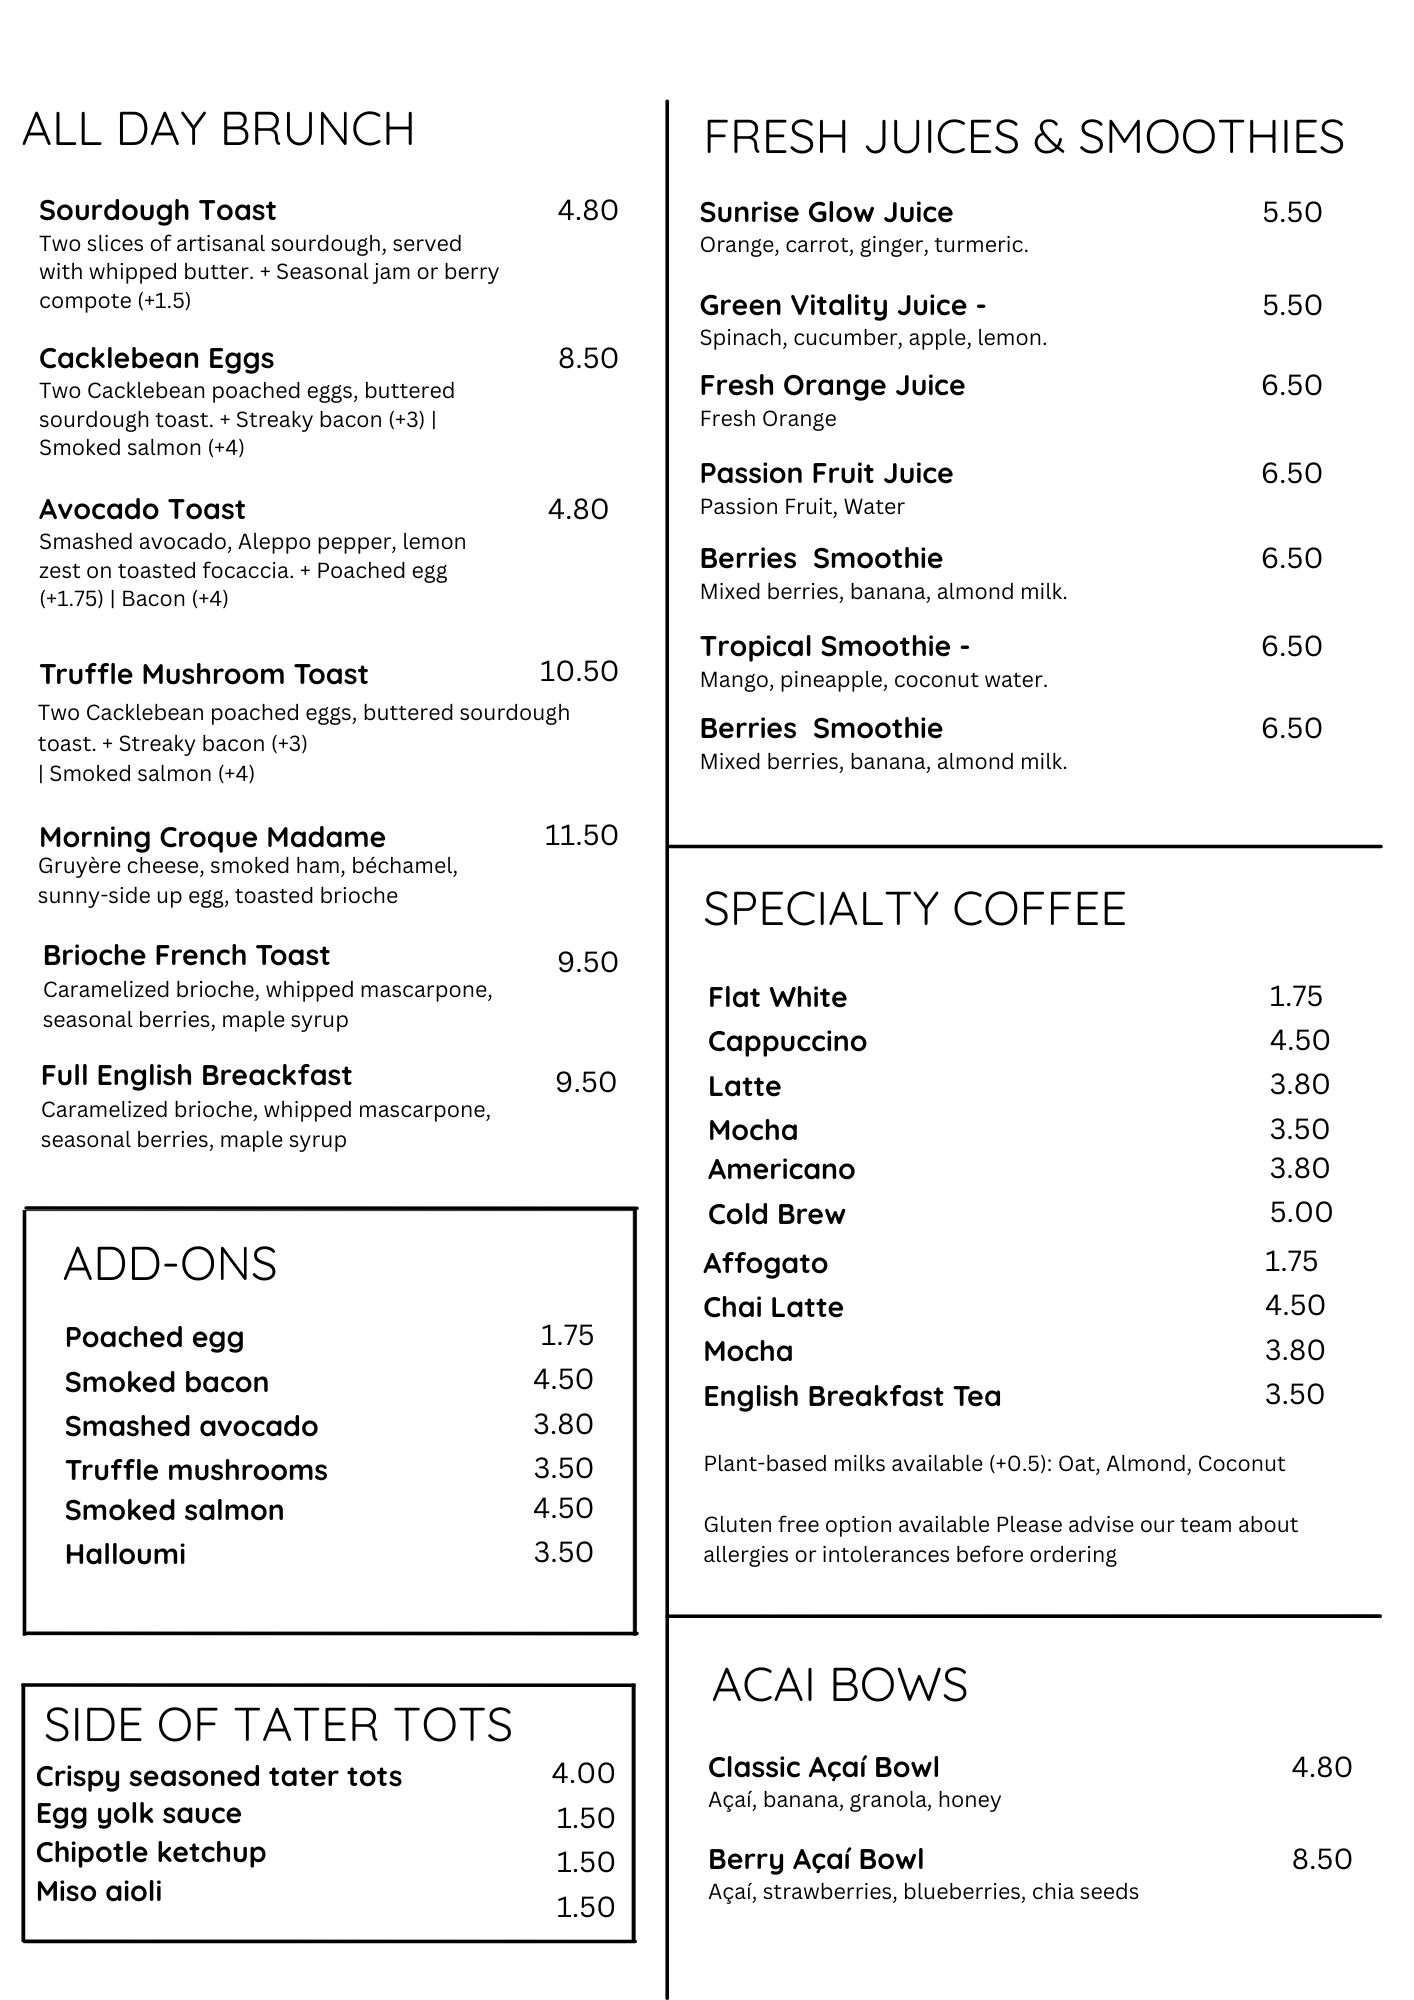 ALL DAY BRUNCH
Sourdough Toast 4.80
Two slices of artisanal sourdough, served
with whipped butter. + Seasonal jam or berry
compote (+1.5)
Cacklebean Eggs 8.50
Two Cacklebean poached eggs, buttered
sourdough toast. + Streaky bacon (+3) |
Smoked salmon (+4)
Avocado Toast 4.80
Smashed avocado, Aleppo pepper, lemon
zest on toasted focaccia. + Poached egg
(+1.75) | Bacon (+4)
Truffle Mushroom Toast 10.50
Two Cacklebean poached eggs, buttered sourdough
toast. + Streaky bacon (+3)
| Smoked salmon (+4)
Morning Croque Madame 11.50
Gruyère cheese, smoked ham, béchamel,
sunny-side up egg, toasted brioche
Brioche French Toast 9.50
Caramelized brioche, whipped mascarpone,
seasonal berries, maple syrup
Full English Breackfast 9.50
Caramelized brioche, whipped mascarpone,
seasonal berries, maple syrup
ADD-ONS
Poached egg 1.75
Smoked bacon 4.50
Smashed avocado 3.80
Truffle mushrooms 3.50
Smoked salmon 4.50
Halloumi 3.50
SIDE OF TATER TOTS
Crispy seasoned tater tots 4.00
Egg yolk sauce 1.50
Chipotle ketchup 1.50
Miso aioli 1.50
FRESH JUICES & SMOOTHIES
Sunrise Glow Juice 5.50
Orange, carrot, ginger, turmeric.
Green Vitality Juice - 5.50
Spinach, cucumber, apple, lemon.
Fresh Orange Juice 6.50
Fresh Orange
Passion Fruit Juice 6.50
Passion Fruit, Water
Berries  Smoothie 6.50
Mixed berries, banana, almond milk.
Tropical Smoothie - 6.50
Mango, pineapple, coconut water.
Berries  Smoothie 6.50
Mixed berries, banana, almond milk.
SPECIALTY COFFEE
Flat White 1.75
Cappuccino 4.50
Latte 3.80
Mocha 3.50
Americano 3.80
Cold Brew 5.00
Affogato 1.75
Chai Latte 4.50
Mocha 3.80
English Breakfast Tea 3.50
Plant-based milks available (+0.5): Oat, Almond, Coconut
Gluten free option available Please advise our team about
allergies or intolerances before ordering
ACAI BOWS
Classic Açaí Bowl 4.80
Açaí, banana, granola, honey
Berry Açaí Bowl 8.50
Açaí, strawberries, blueberries, chia seeds